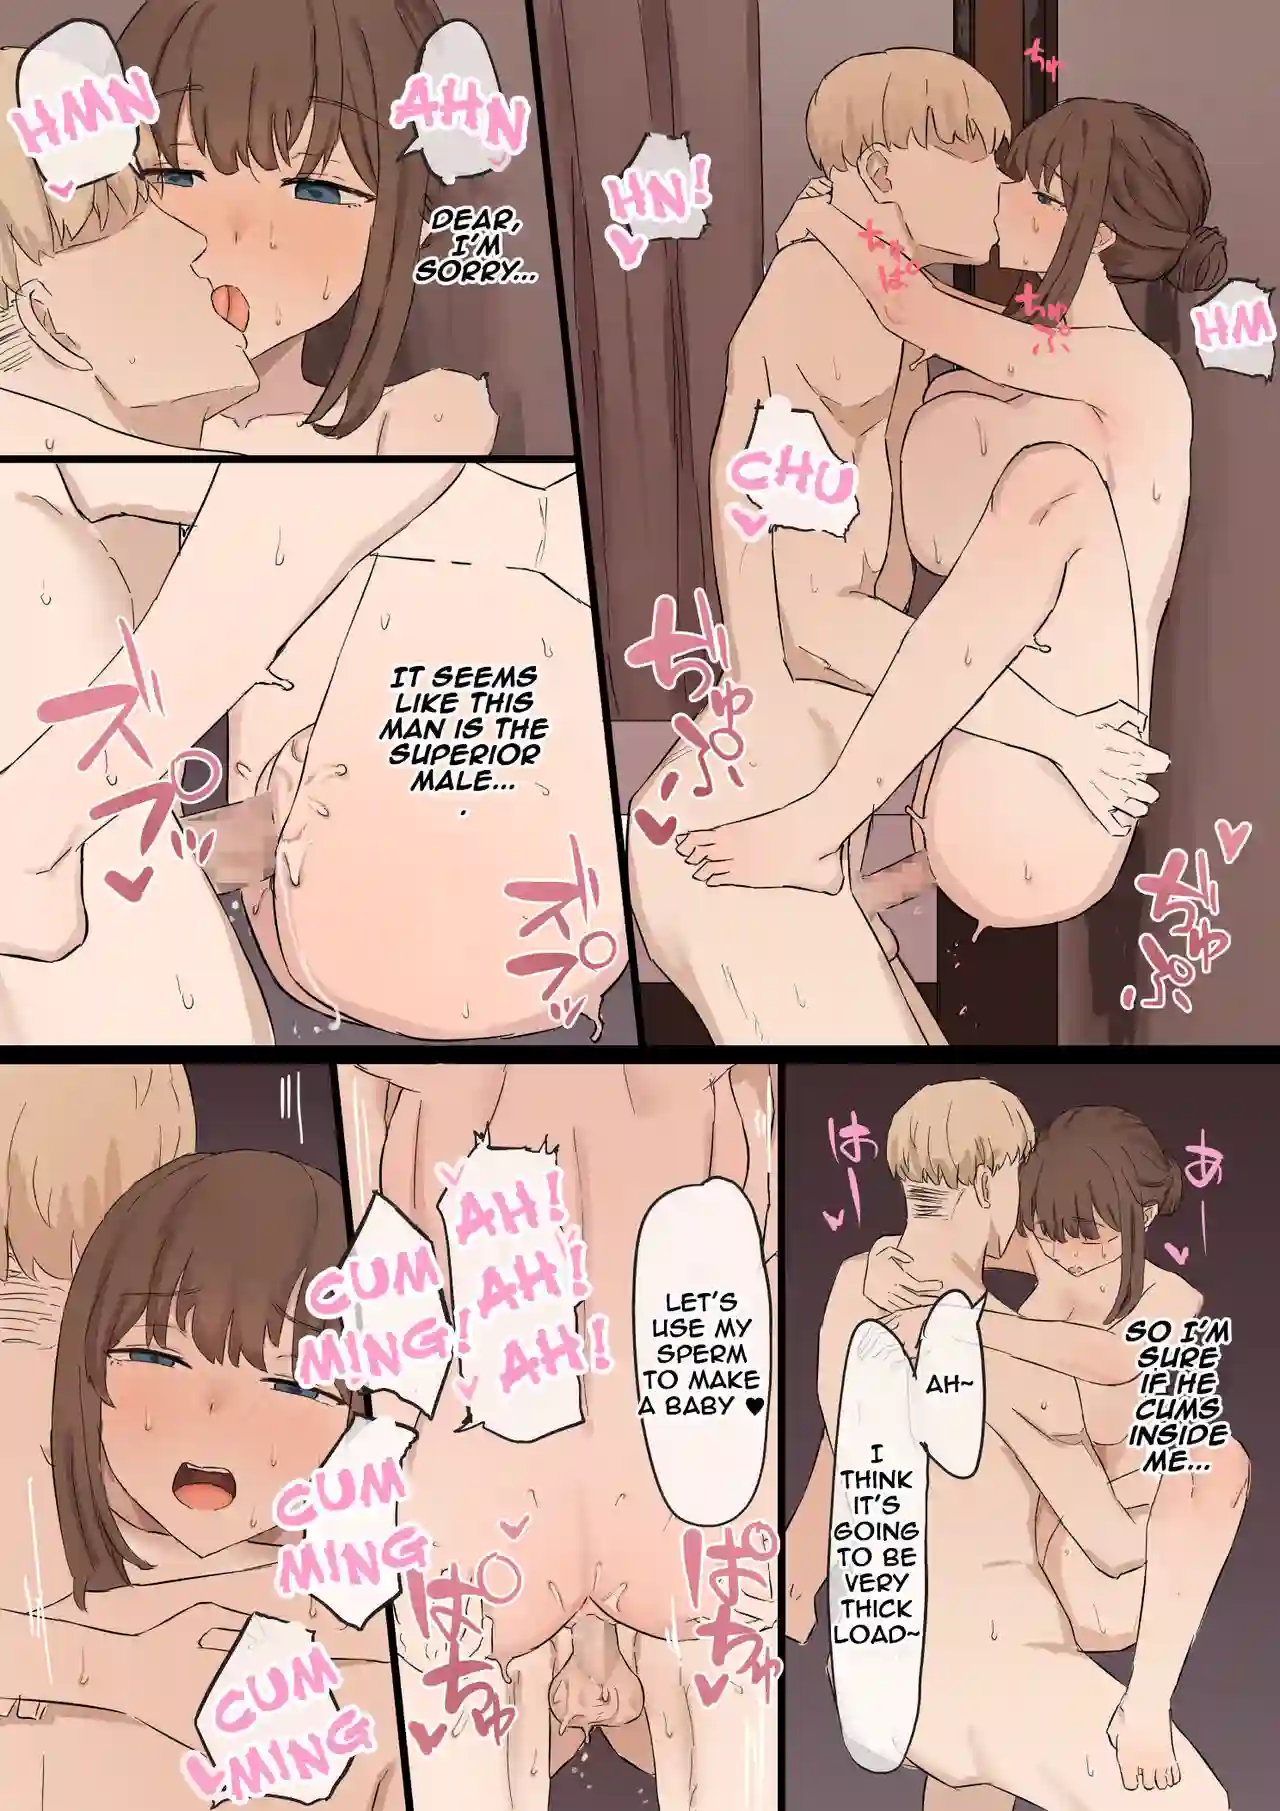 ちゅ
HN!
ちゅぱ
ちゅぷ
HM
CHU
ぢゅぷ
ぢゅぷ
AHN
HMN
DEAR,
I'M
SORRY...
IT SEEMS
LIKE THIS
MAN IS THE
SUPERIOR
MALE...
.
ズプッ
ズプッ
あー
はー
SO I'M
SURE
IF HE
CUMS
INSIDE
ME...
AH~
I
THINK
IT'S
GOING
TO BE
VERY
THICK
LOAD~
LET'S
USE MY
SPERM
TO MAKE
A BABY ♥
AH!
AH!
AH!
ぱちゅ
ぱちゅ
CUM
MING!
CUM
MING
CUM
MING